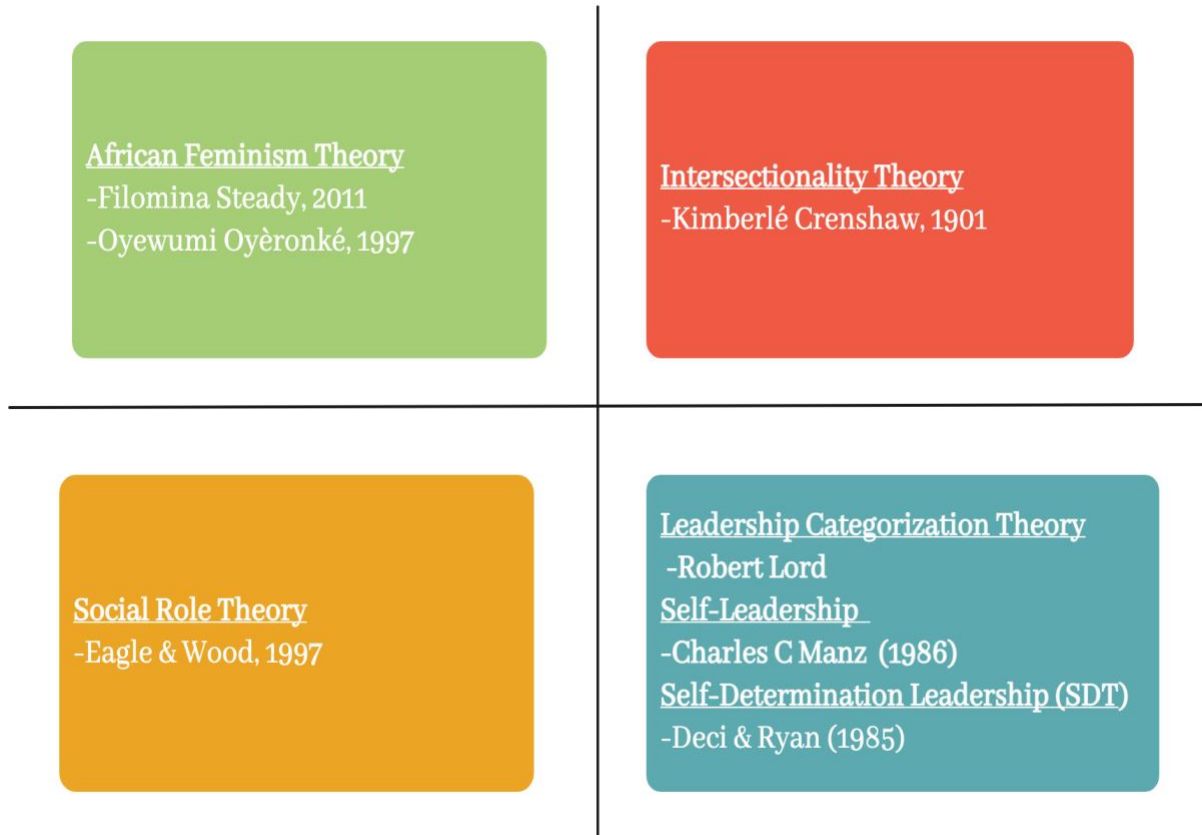 African Feminism Theory
-Filomina Steady, 2011
-Oyewumi Oyèronké, 1997
Intersectionality Theory
-Kimberlé Crenshaw, 1901
Social Role Theory
-Eagle & Wood, 1997
Leadership Categorization Theory
-Robert Lord
Self-Leadership
-Charles C Manz (1986)
Self-Determination Leadership (SDT)
-Deci & Ryan (1985)